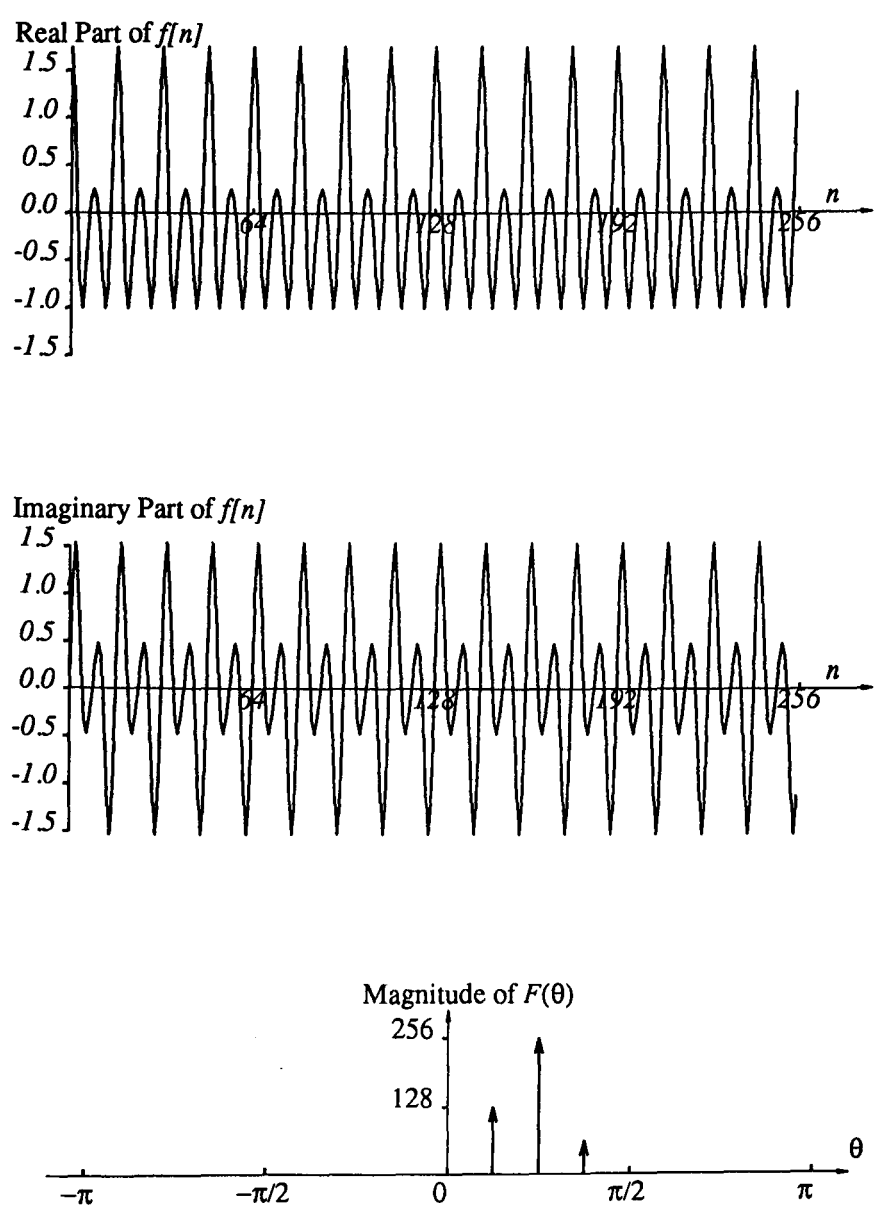 Real Part of f[n]
1.5
1.0
0.5
0.0
-0.5
-1.0
-1.5
64 128 192 256 n
Imaginary Part of f[n]
1.5
1.0
0.5
0.0
-0.5
-1.0
-1.5
64 128 192 256 n
Magnitude of F(θ)
256
128
-π -π/2 0 π/2 π θ